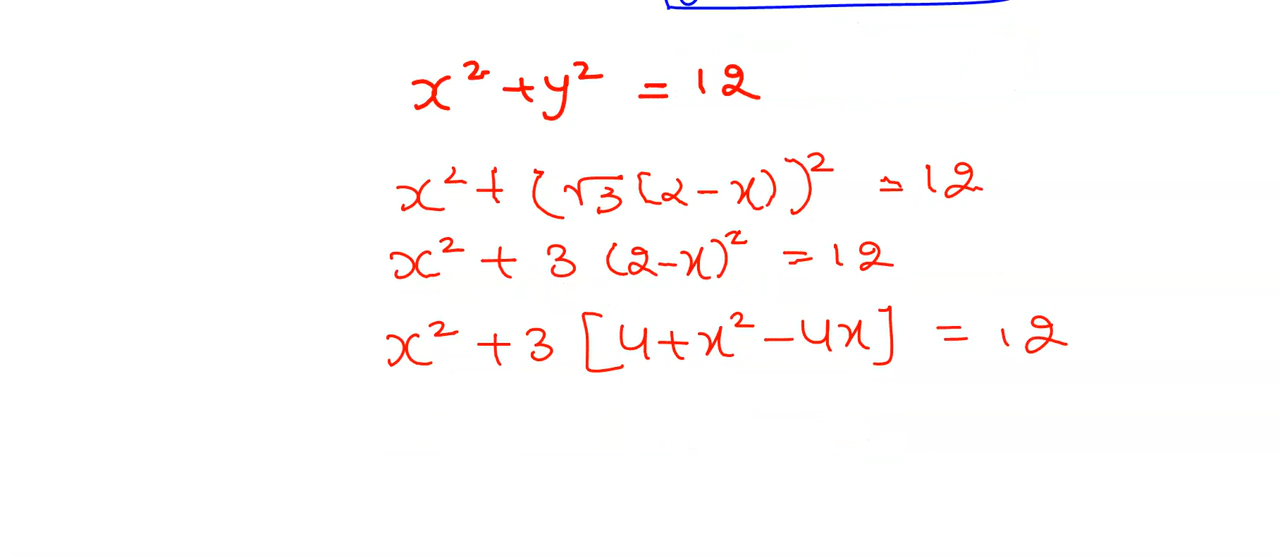 x² + y² = 12
x² + (√3(2-x))² = 12
x² + 3 (2-x)² = 12
x² + 3 [4+x²-4x] = 12